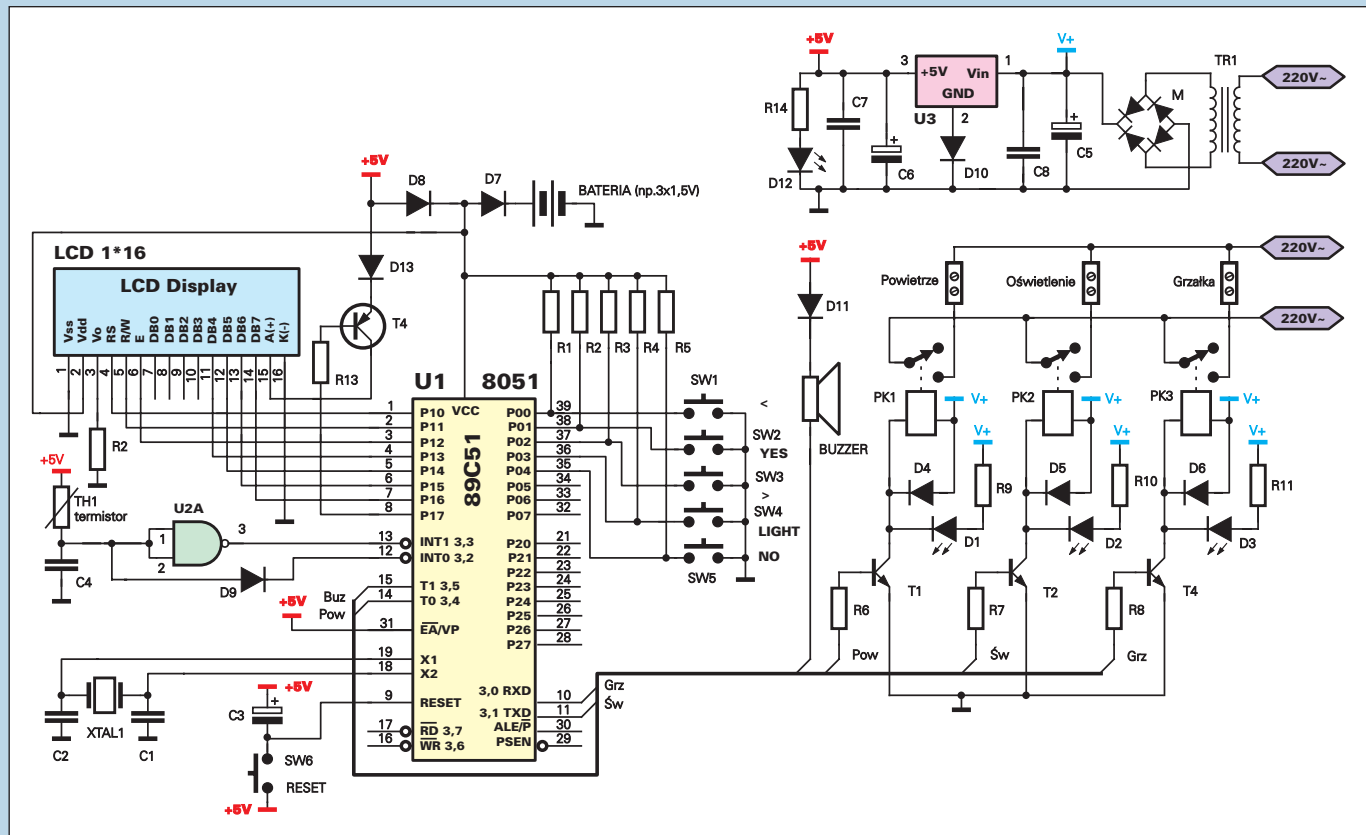 +5V
V+
TR1
220V~
3
+5V
Vin
1
GND
U3
2
M
R14
C7
C6
D10
C8
C5
D12
220V~
+5V
D8
D7
BATERIA (np.3x1,5V)
LCD 1*16
LCD Display
Vss
Vdd
Vo
RS
R/W
E
DB0
DB1
DB2
DB3
DB4
DB5
DB6
DB7
A(+)
K(-)
1
2
3
4
5
6
7
8
9
10
11
12
13
14
15
16
D13
T4
R13
R2
+5V
TH1
termistor
U2A
1
2
3
C4
D9
R1
R2
R3
R4
R5
U1
8051
89C51
VCC
1 P10
2 P11
3 P12
4 P13
5 P14
6 P15
7 P16
8 P17
13 INT1 3,3
12 INT0 3,2
15 T1 3,5
14 T0 3,4
31 EA/VP
19 X1
18 X2
9 RESET
17 RD 3,7
16 WR 3,6
P00 39
P01 38
P02 37
P03 36
P04 35
P05 34
P06 33
P07 32
P20 21
P21 22
P22 23
P23 24
P24 25
P25 26
P26 27
P27 28
3,0 RXD 10
3,1 TXD 11
ALE/P 30
PSEN 29
Buz
Pow
+5V
Grz
Św
C2
XTAL1
C1
+5V
C3
SW6
RESET
+5V
SW1
<
SW2
YES
SW3
>
SW4
LIGHT
NO
SW5
+5V
D11
BUZZER
Powietrze
Oświetlenie
Grzałka
220V~
220V~
PK1
V+
V+
PK2
V+
V+
PK3
V+
V+
D4
R9
D1
D5
R10
D2
D6
R11
D3
R6
T1
R7
T2
R8
T4
Pow
Św
Grz